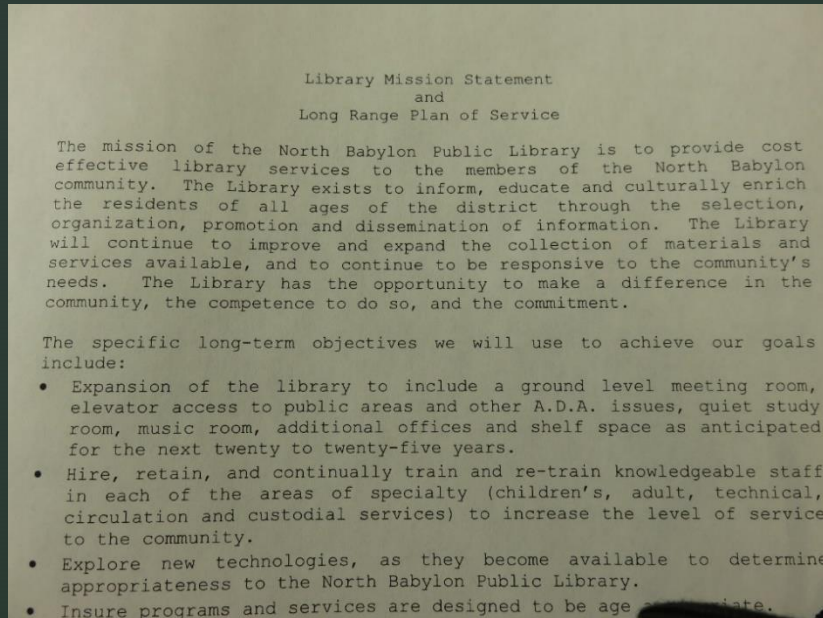 Library Mission Statement
and
Long Range Plan of Service
The mission of the North Babylon Public Library is to provide cost
effective library services to the members of the North Babylon
community. The Library exists to inform, educate and culturally enrich
the residents of all ages of the district through the selection,
organization, promotion and dissemination of information. The Library
will continue to improve and expand the collection of materials and
services available, and to continue to be responsive to the community's
needs. The Library has the opportunity to make a difference in the
community, the competence to do so, and the commitment.
The specific long-term objectives we will use to achieve our goals
include:
• Expansion of the library to include a ground level meeting room,
elevator access to public areas and other A.D.A. issues, quiet study
room, music room, additional offices and shelf space as anticipated
for the next twenty to twenty-five years.
• Hire, retain, and continually train and re-train knowledgeable staff
in each of the areas of specialty (children's, adult, technical,
circulation and custodial services) to increase the level of service
to the community.
• Explore new technologies, as they become available to determine
appropriateness to the North Babylon Public Library.
• Insure programs and services are designed to be age